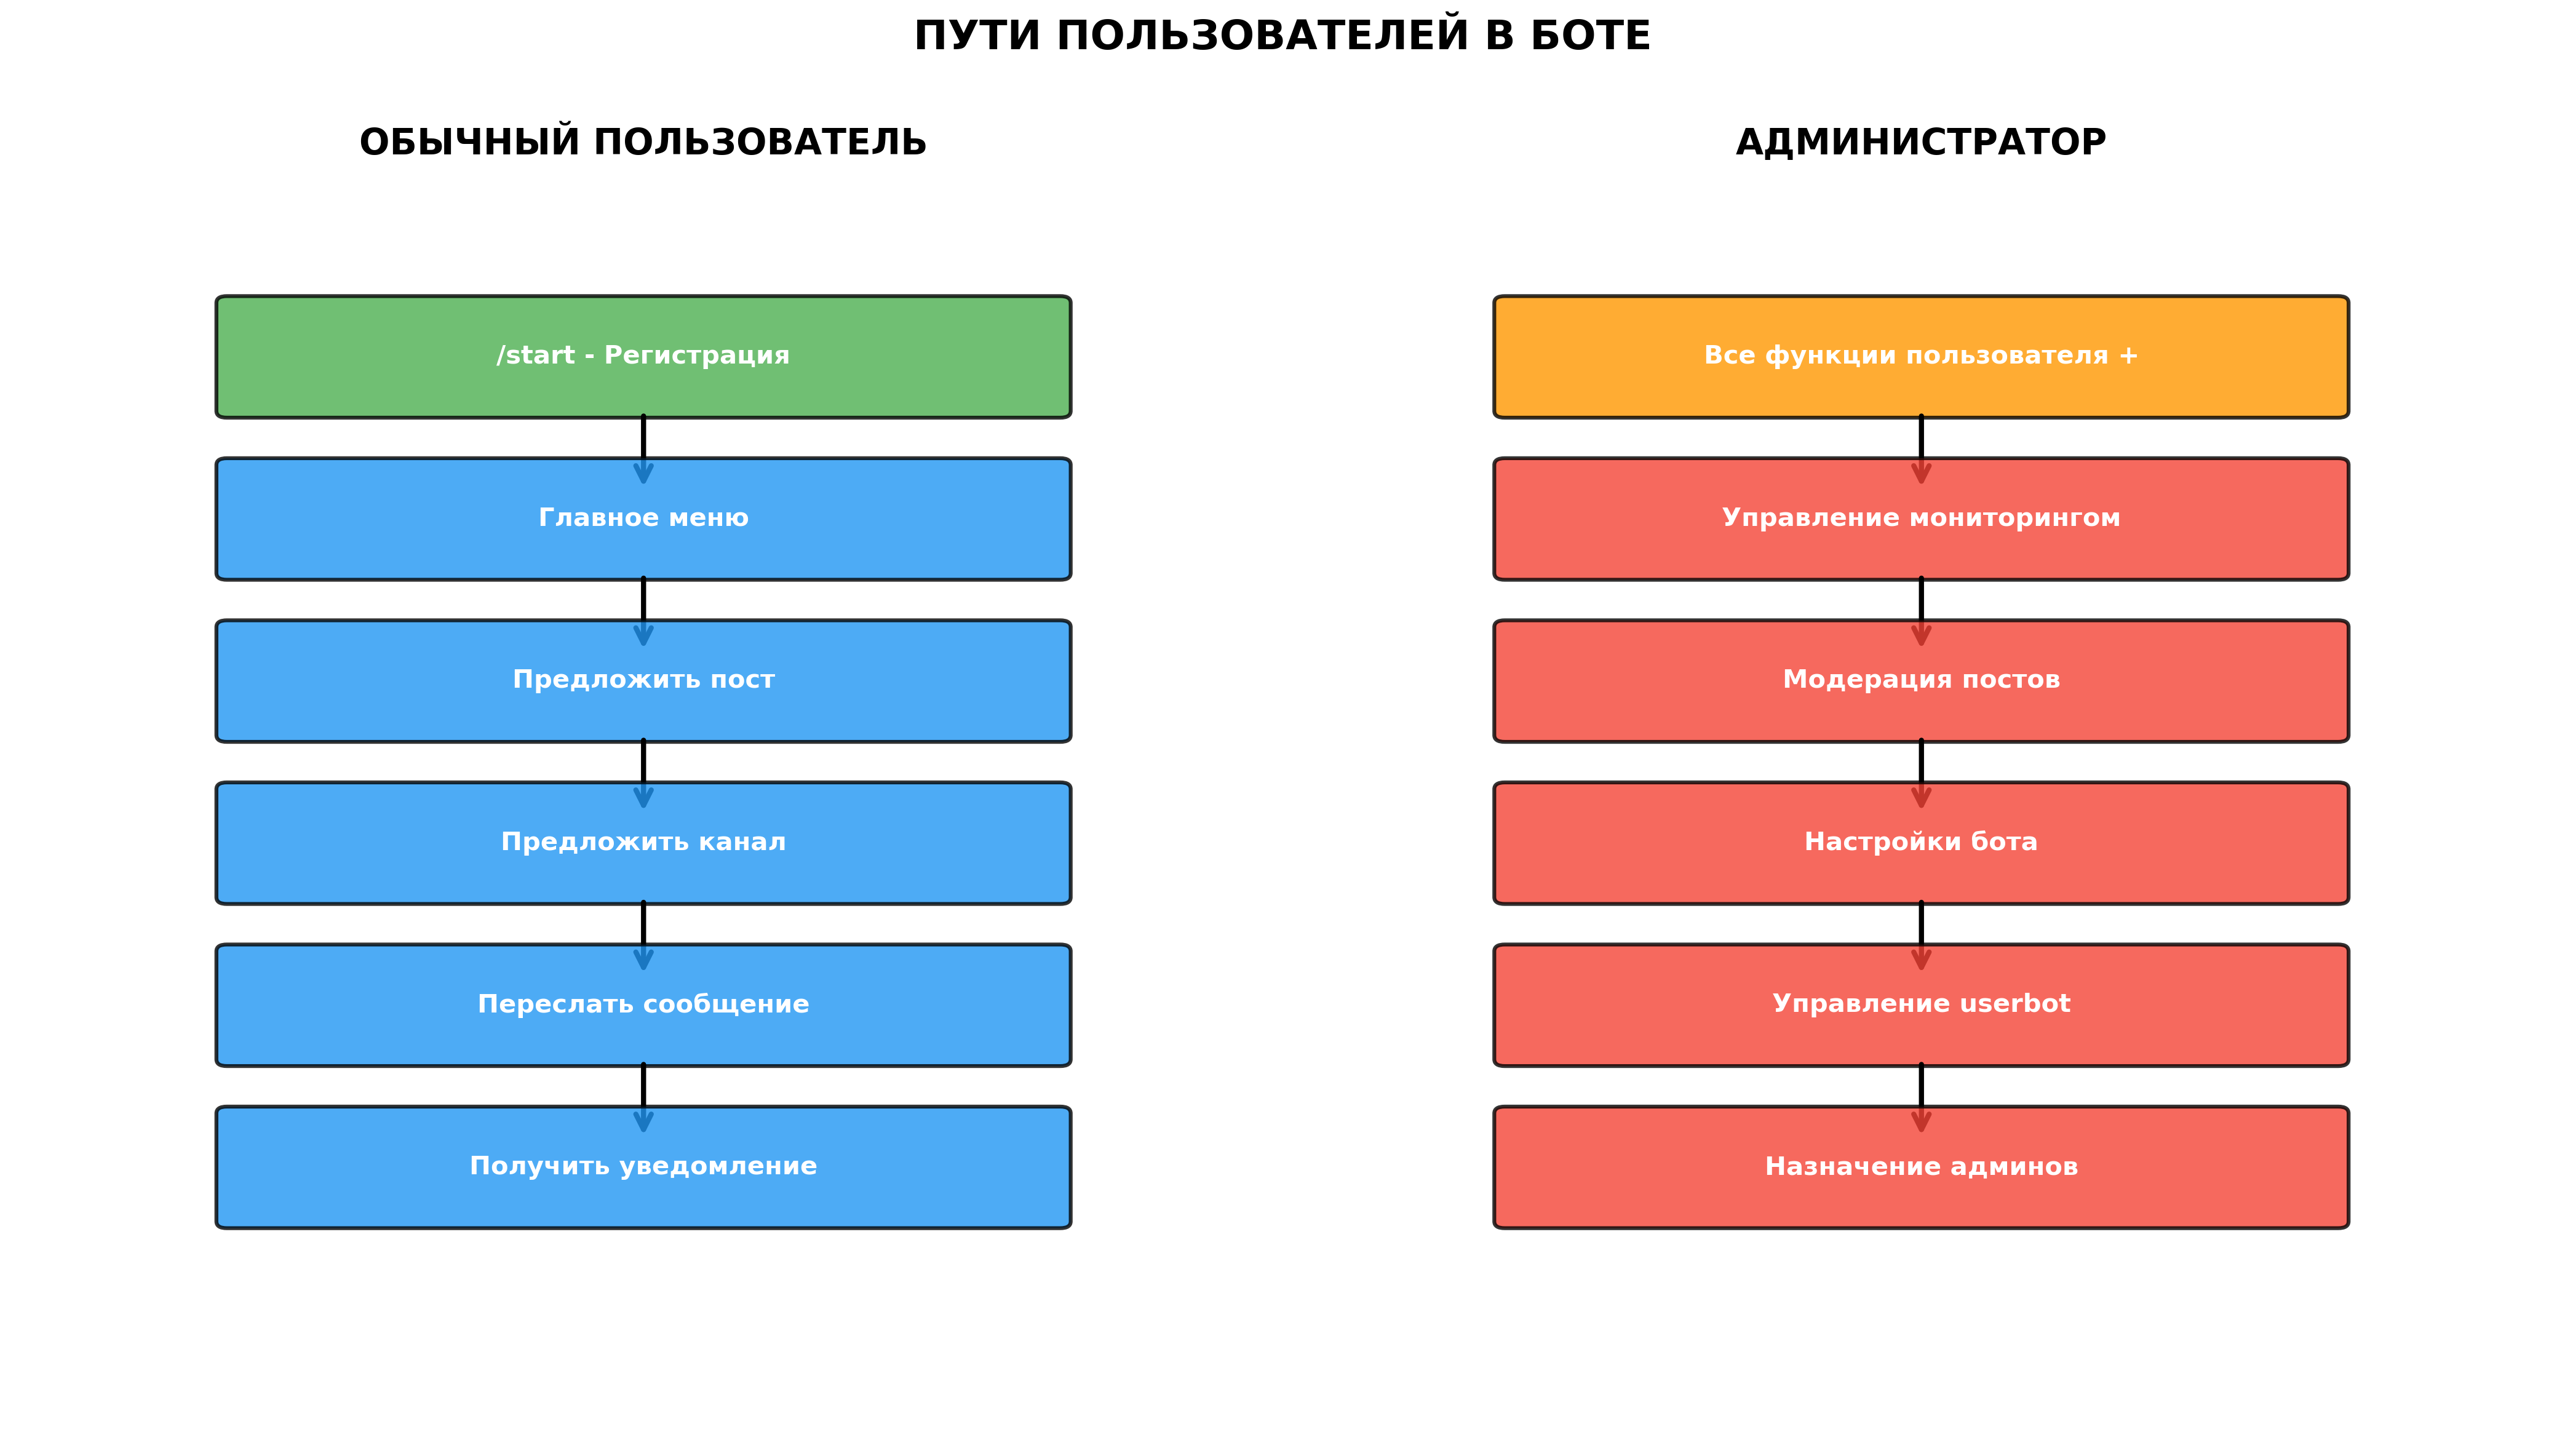 ПУТИ ПОЛЬЗОВАТЕЛЕЙ В БОТЕ
ОБЫЧНЫЙ ПОЛЬЗОВАТЕЛЬ
/start - Регистрация
Главное меню
Предложить пост
Предложить канал
Переслать сообщение
Получить уведомление
АДМИНИСТРАТОР
Все функции пользователя +
Управление мониторингом
Модерация постов
Настройки бота
Управление userbot
Назначение админов